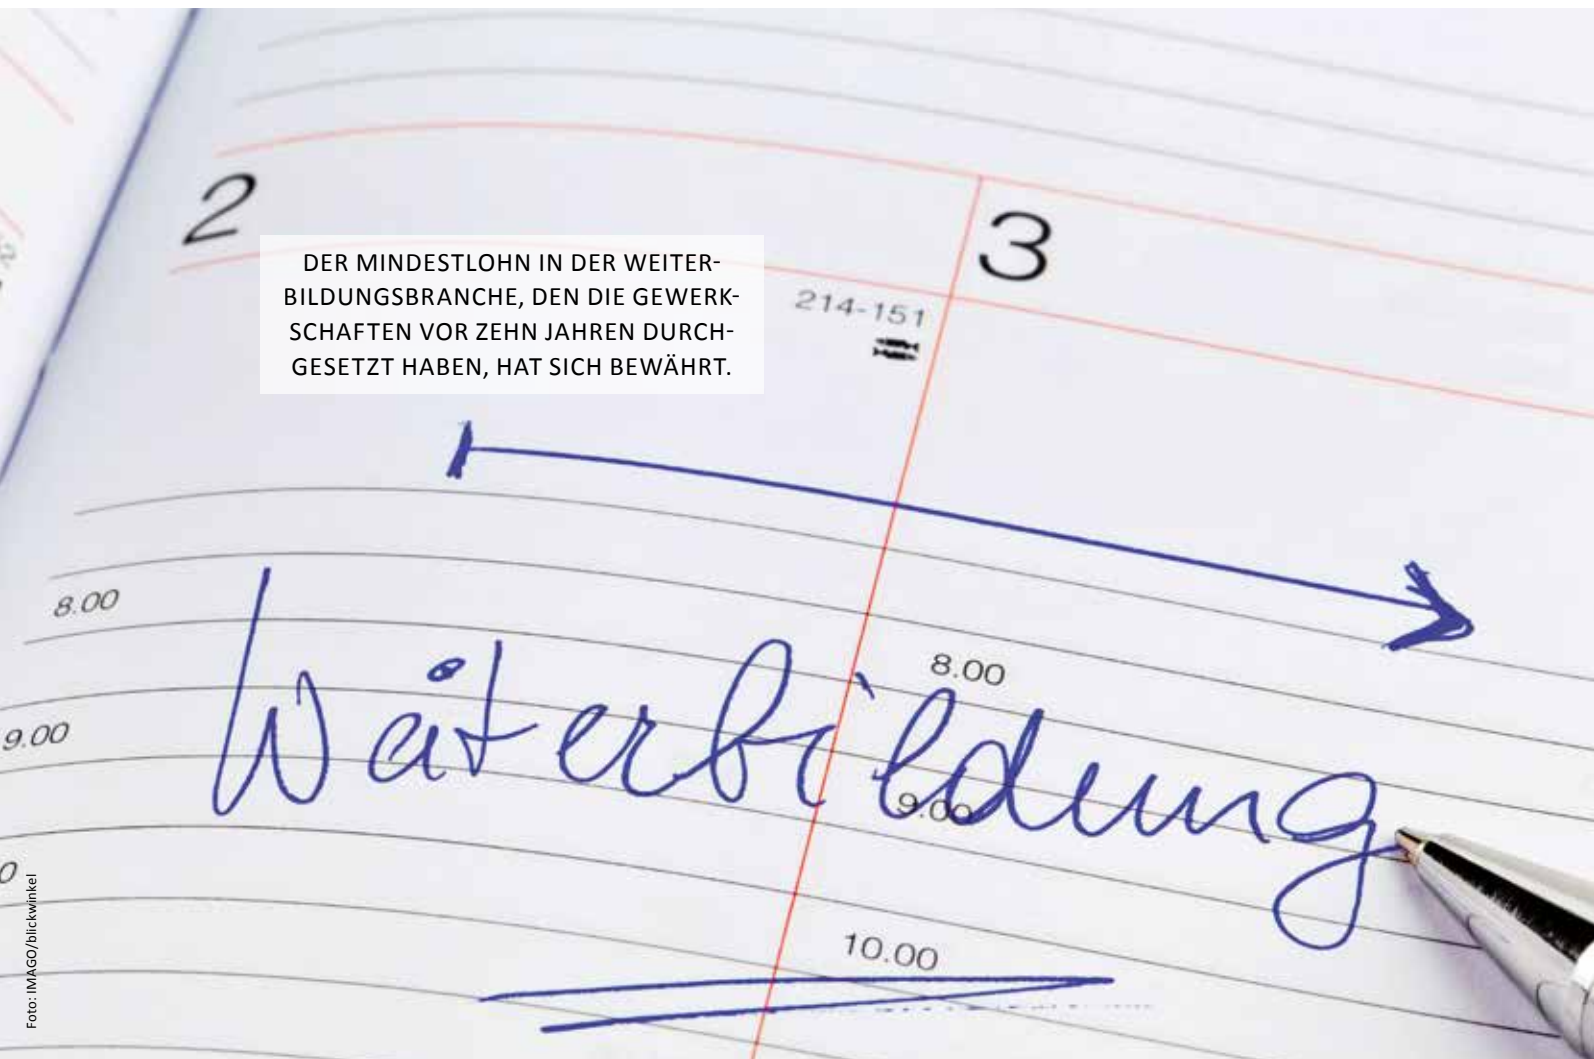 2
3
DER MINDESTLOHN IN DER WEITER-
BILDUNGSBRANCHE, DEN DIE GEWERK-
SCHAFTEN VOR ZEHN JAHREN DURCH-
GESETZT HABEN, HAT SICH BEWÄHRT.
214-151
8.00
8.00
Weiterbildung
9.00
9.00
10.00
Foto: IMAGO/blickwinkel